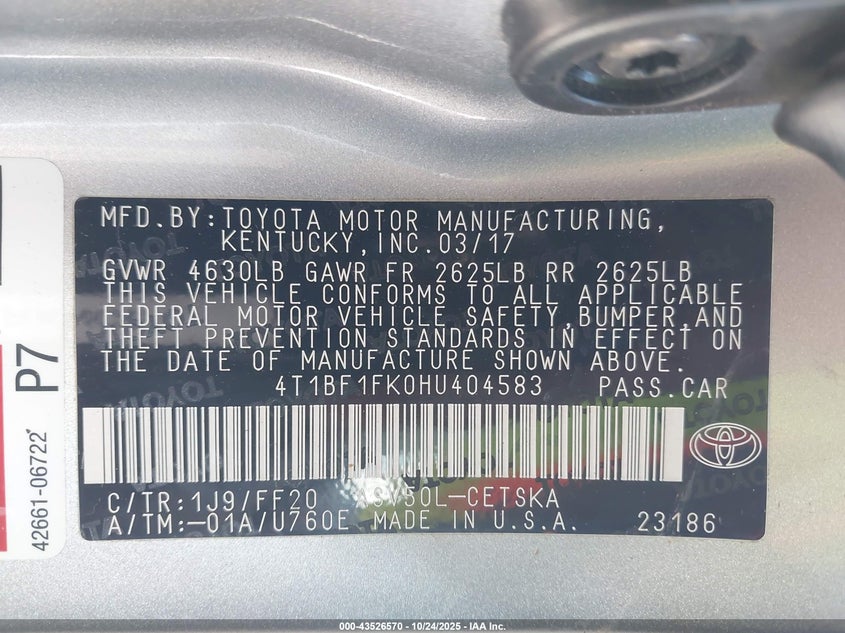 MFD.BY:TOYOTA MOTOR MANUFACTURING,
KENTUCKY,INC.03/17
GVWR 4630LB GAWR FR 2625LB RR 2625LB
THIS VEHICLE CONFORMS TO ALL APPLICABLE
FEDERAL MOTOR VEHICLE SAFETY,BUMPER,AND
THEFT PREVENTION STANDARDS IN EFFECT ON
THE DATE OF MANUFACTURE SHOWN ABOVE.
4T1BF1FK0HU404583 PASS.CAR
C/TR:1J9/FF20 SV50L-CETSKA
A/TM:-01A/U760E MADE IN U.S.A. 23186
P7
42661-06722
TOYOTA
000-43526570 - 10/24/2025 - IAA Inc.